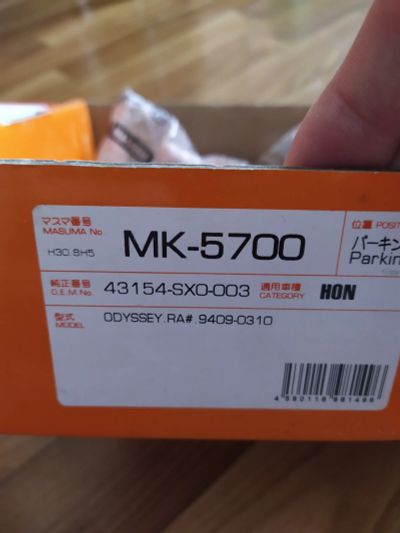 マスマ番号
MASUMA No.
H30.8H5
MK-5700
位置 POSIT
パーキン
Parkin
純正番号
O.E.M No.
43154-SX0-003
適用車種
CATEGORY
HON
型式
MODEL
ODYSSEY.RA#.9409-0310